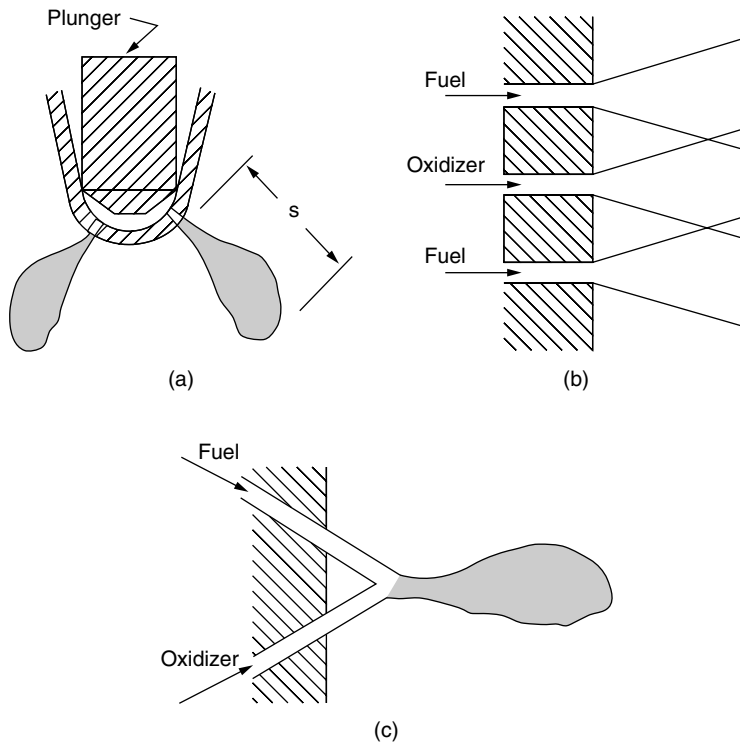 Plunger
s
(a)
Fuel
Oxidizer
Fuel
(b)
Fuel
Oxidizer
(c)